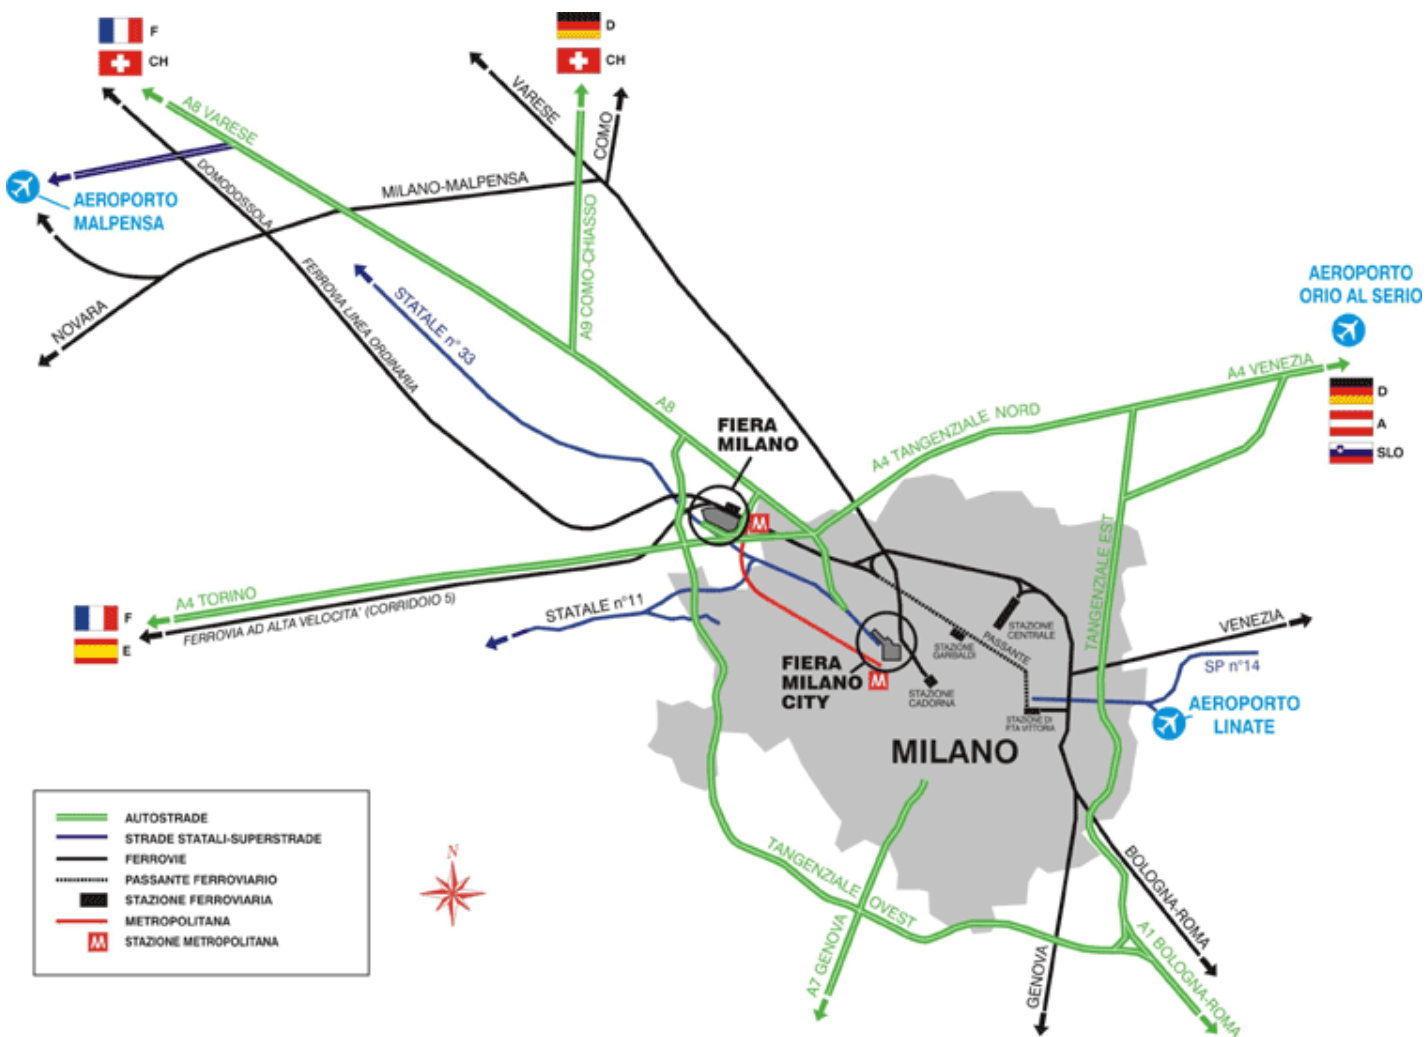 F
CH
D
CH
A8 VARESE
VARESE
COMO
DOMODOSSOLA
MILANO-MALPENSA
AEROPORTO
MALPENSA
NOVARA
FERROVIA LINEA ORDINARIA
STATALE n° 33
A9 COMO-CHIASSO
AEROPORTO
ORIO AL SERIO
A4 VENEZIA
D
A
SLO
A8
FIERA
MILANO
A4 TANGENZIALE NORD
M
TANGENZIALE EST
A4 TORINO
F
E
FERROVIA AD ALTA VELOCITA' (CORRIDOIO 5)
STATALE n°11
STAZIONE
CENTRALE
STAZIONE
GARIBALDI
PASSANTE
VENEZIA
SP n°14
FIERA
MILANO
CITY
M
STAZIONE
CADORNA
STAZIONE DI
P.TA VITTORIA
AEROPORTO
LINATE
MILANO
AUTOSTRADE
STRADE STATALI-SUPERSTRADE
FERROVIE
PASSANTE FERROVIARIO
STAZIONE FERROVIARIA
METROPOLITANA
M
STAZIONE METROPOLITANA
N
TANGENZIALE OVEST
A7 GENOVA
GENOVA
BOLOGNA-ROMA
A1 BOLOGNA-ROMA